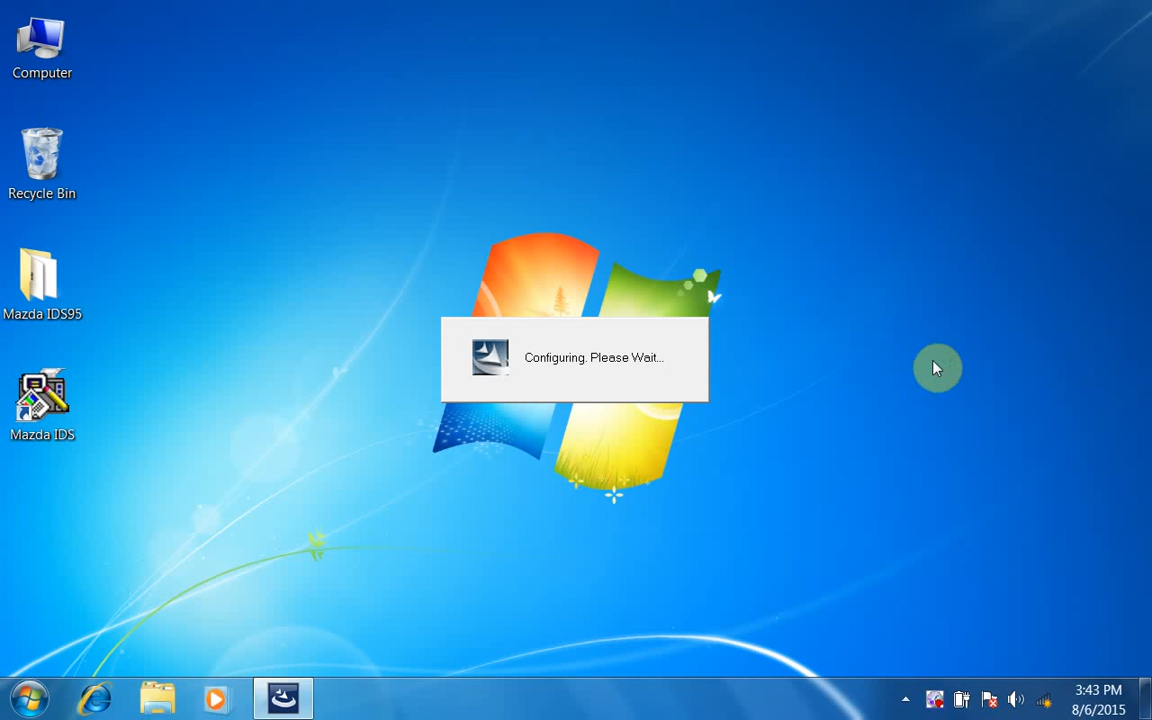 Computer
Recycle Bin
Mazda IDS95
Mazda IDS
Configuring. Please Wait...
3:43 PM
8/6/2015